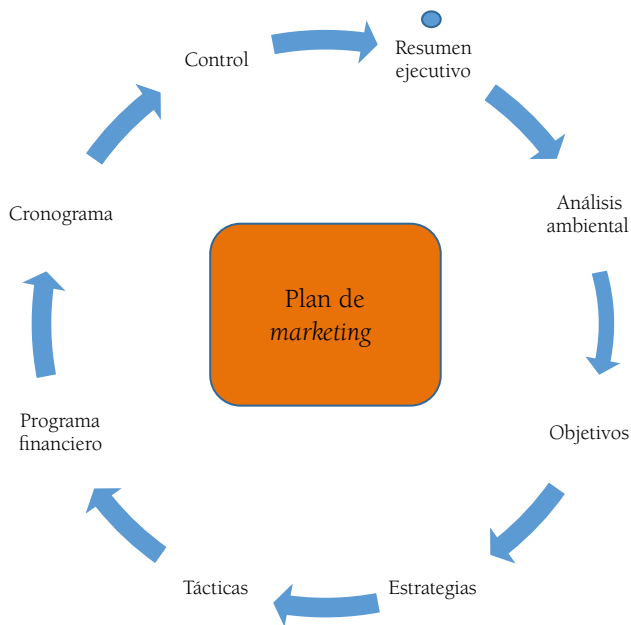 Resumen
ejecutivo
Análisis
ambiental
Objetivos
Estrategias
Tácticas
Programa
financiero
Cronograma
Control
Plan de
marketing